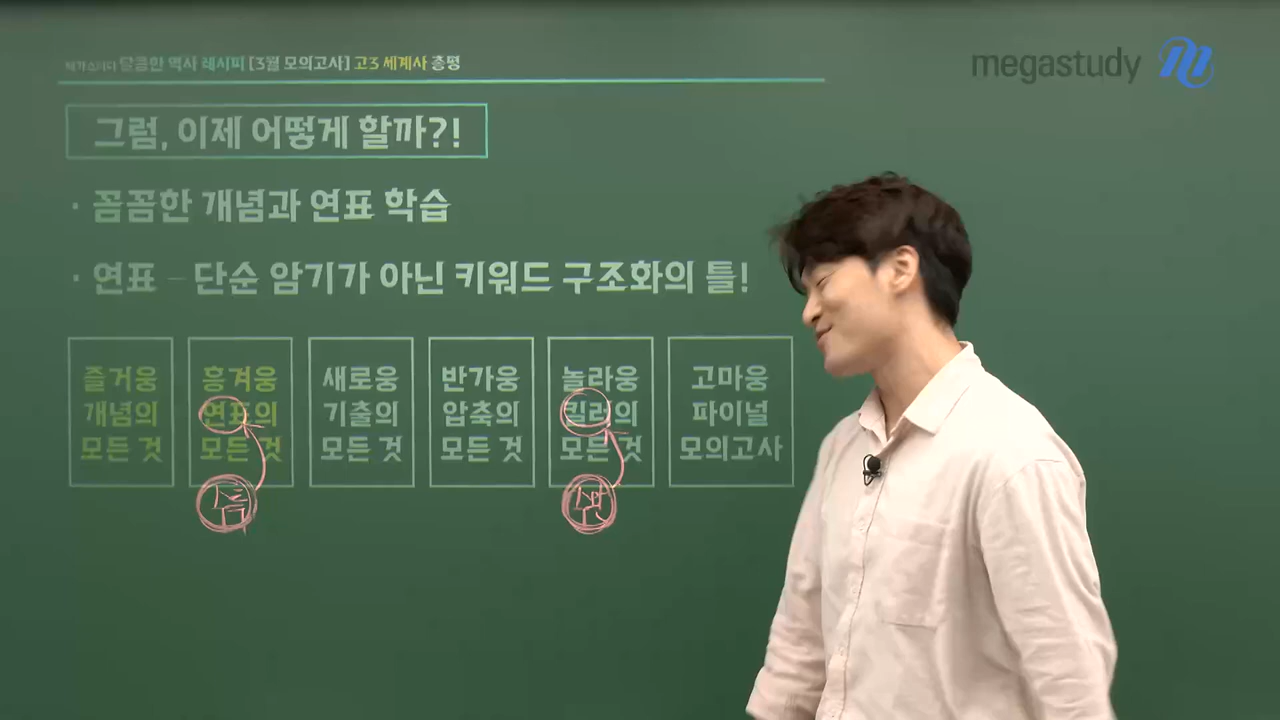 메가스터디 달콤한 역사 레시피 [3월 모의고사] 고3 세계사 총평
megastudy
그럼, 이제 어떻게 할까?!
· 꼼꼼한 개념과 연표 학습
· 연표 - 단순 암기가 아닌 키워드 구조화의 틀!
즐거웅
개념의
모든 것
흥겨웅
연표의
모든 것
새로웅
기출의
모든 것
반가웅
압축의
모든 것
놀라웅
킬러의
모든 것
고마웅
파이널
모의고사